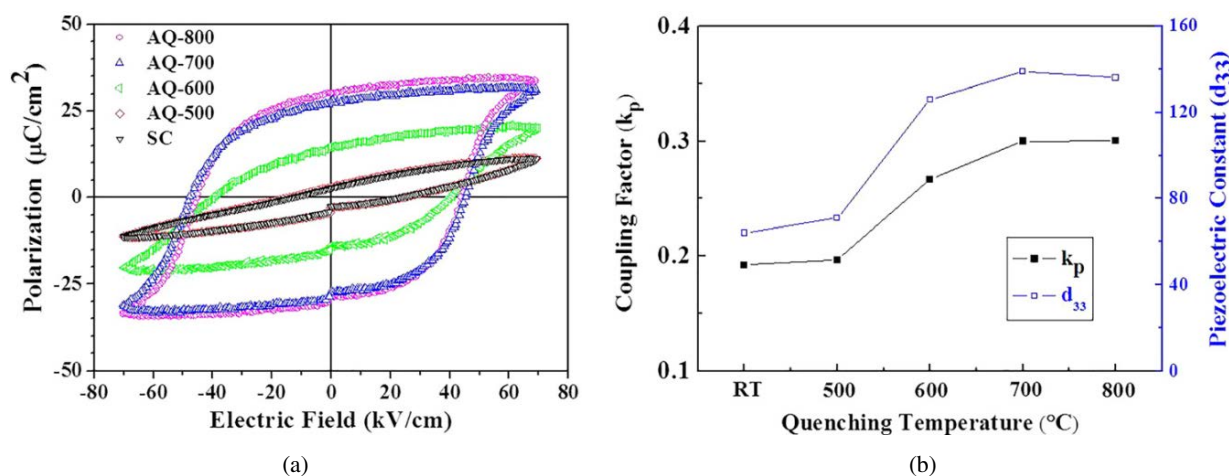 50
25
0
-25
-50
Polarization (μC/cm²)
AQ-800
AQ-700
AQ-600
AQ-500
SC
-80 -60 -40 -20 0 20 40 60 80
Electric Field (kV/cm)
(a)
0.4
0.3
0.2
0.1
Coupling Factor (kp)
kp
d33
160
120
80
40
0
Piezoelectric Constant (d33)
RT 500 600 700 800
Quenching Temperature (°C)
(b)